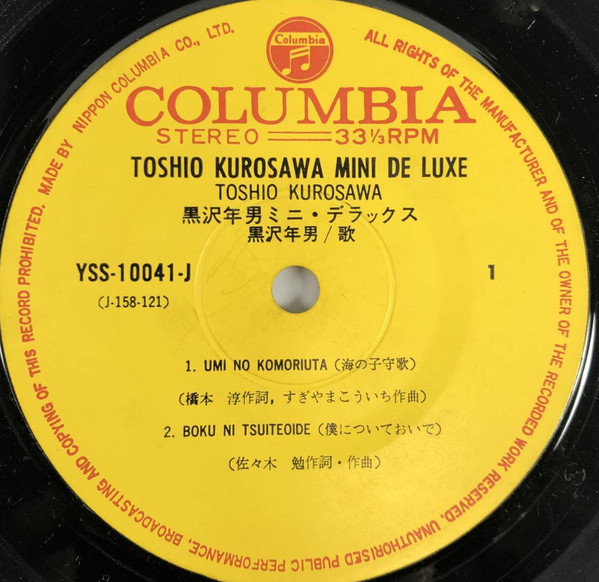 Columbia
COLUMBIA
STEREO 33⅓RPM
TOSHIO KUROSAWA MINI DE LUXE
TOSHIO KUROSAWA
黒沢年男ミニ・デラックス
黒沢年男/歌
YSS-10041-J
(J-158-121)
1
1. UMI NO KOMORIUTA (海の子守歌)
(橋本 淳作詞, すぎやまこういち作曲)
2. BOKU NI TSUITEOIDE (僕についておいで)
(佐々木 勉作詞・作曲)
MADE BY NIPPON COLUMBIA CO., LTD.
ALL RIGHTS OF THE MANUFACTURER AND OF THE OWNER OF THE RECORDED WORK RESERVED. UNAUTHORISED PUBLIC PERFORMANCE, BROADCASTING AND COPYING OF THIS RECORD PROHIBITED.